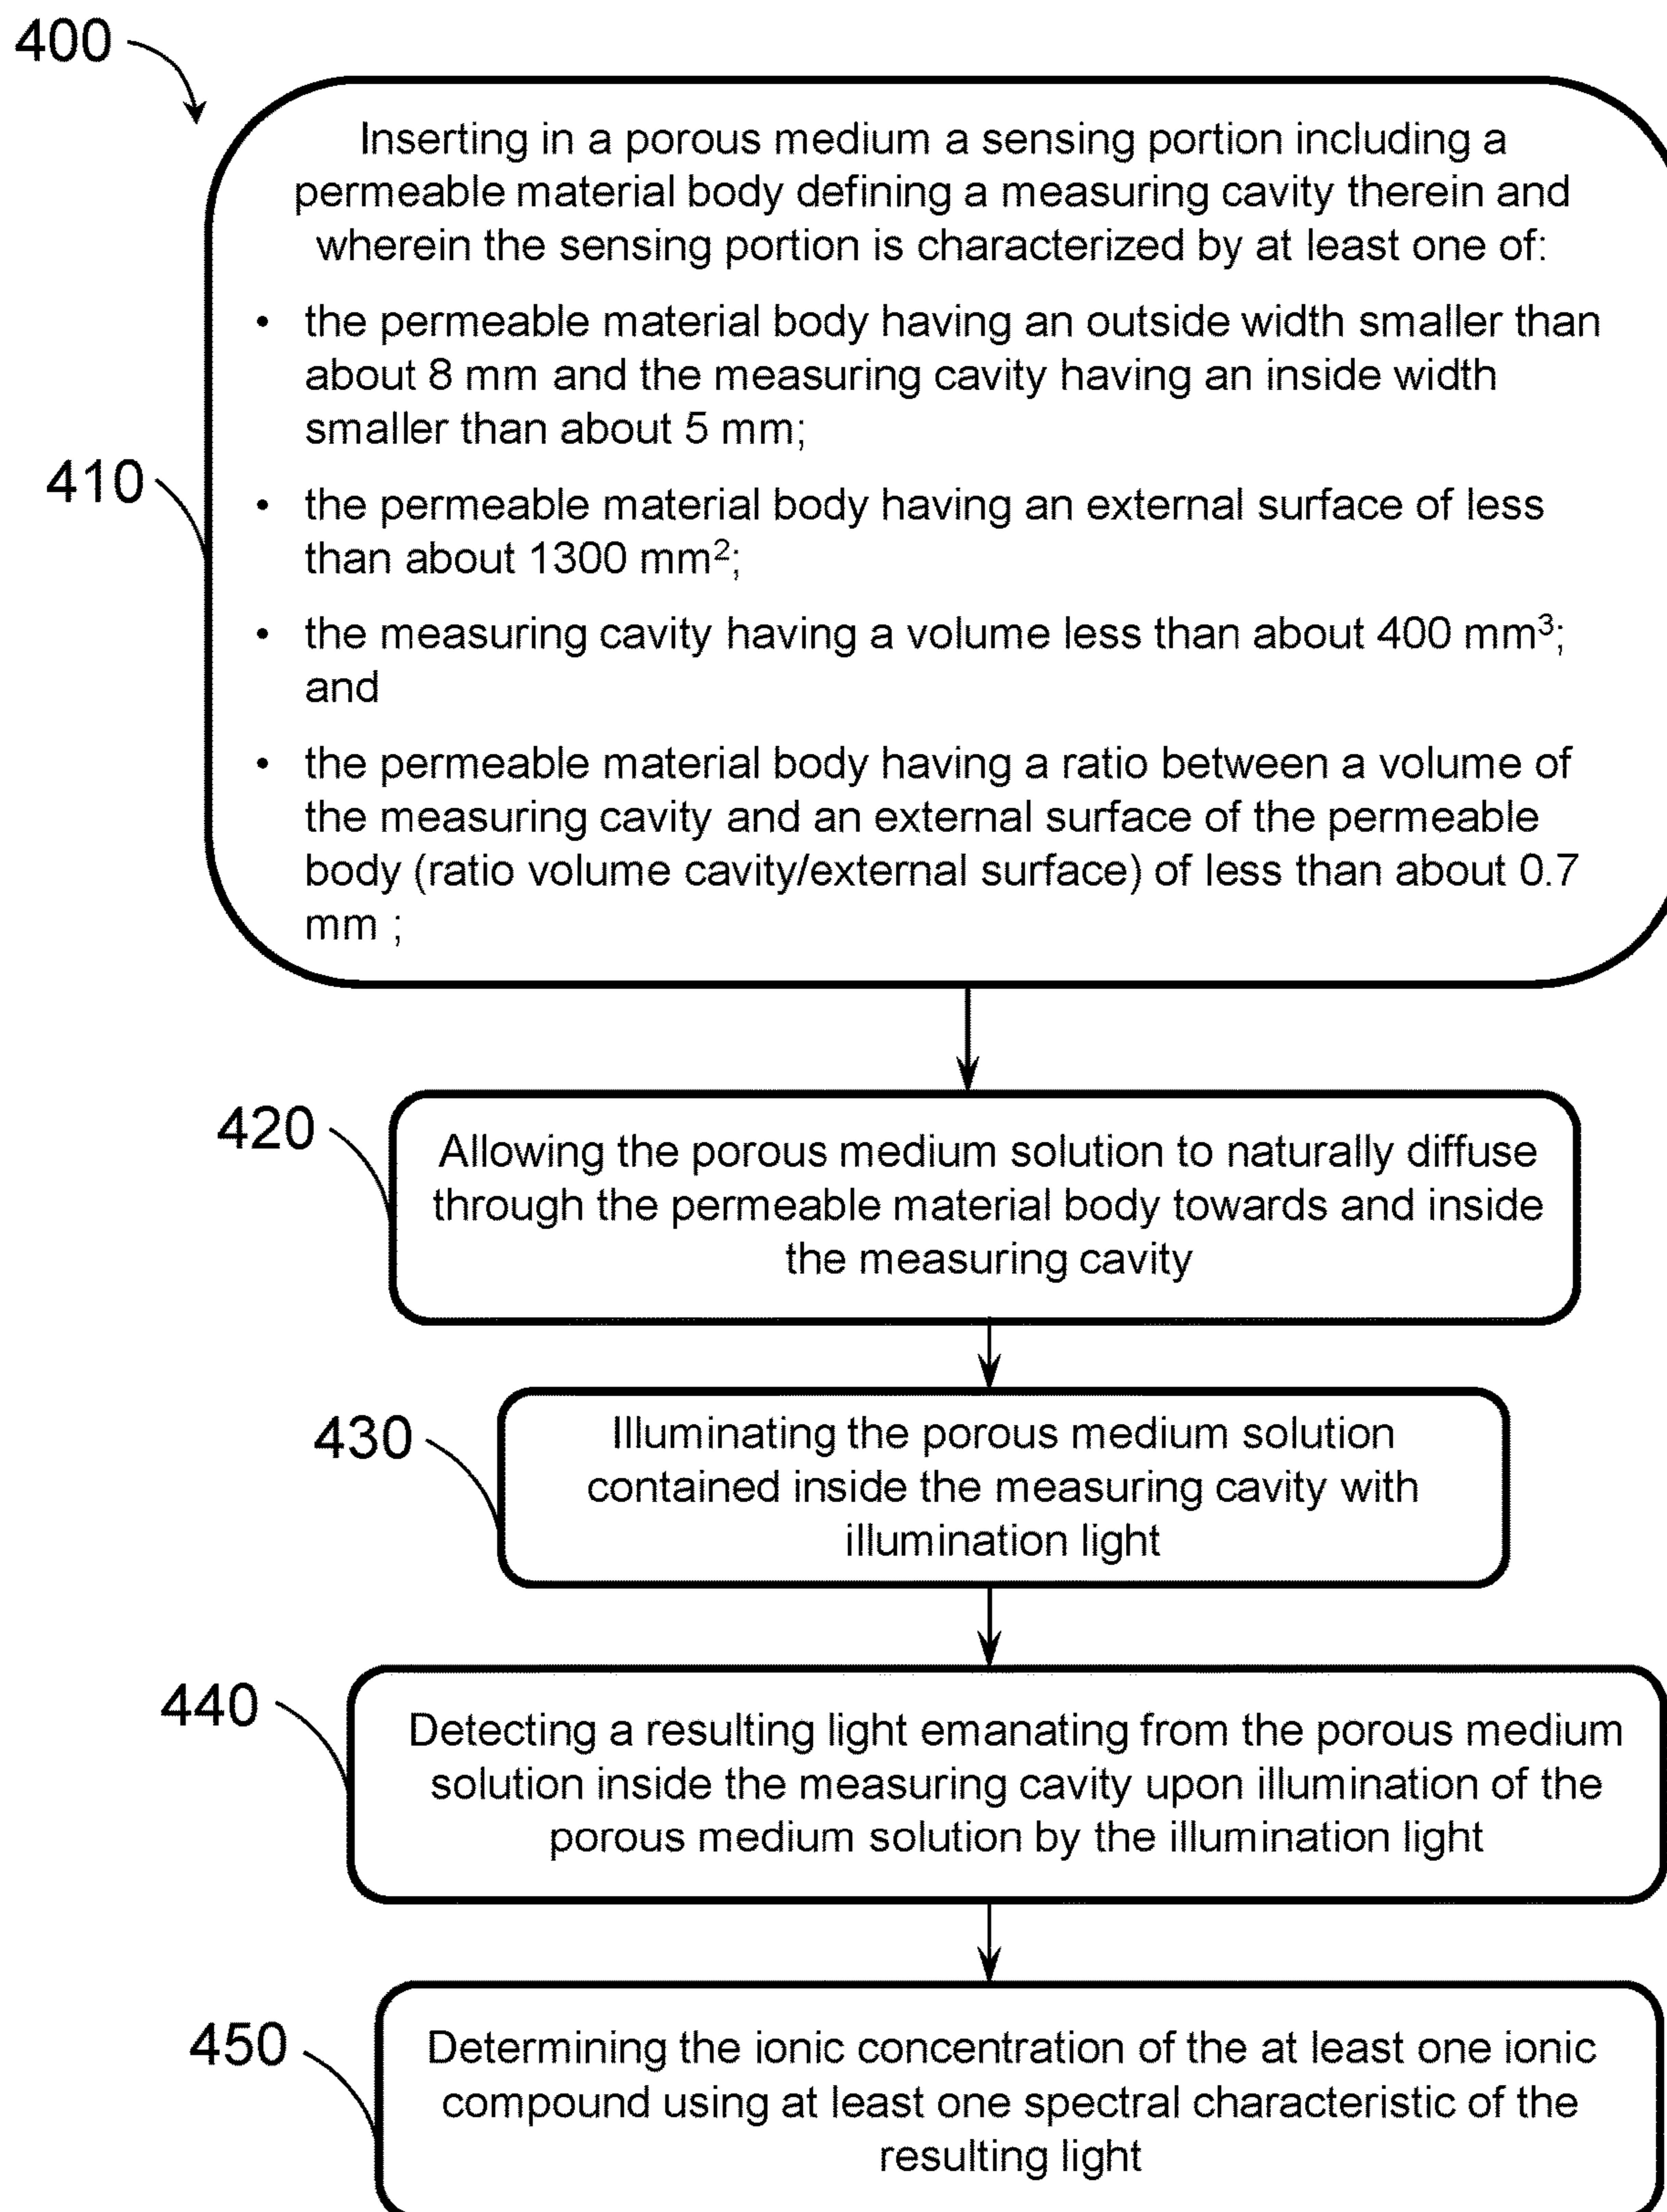 400
Inserting in a porous medium a sensing portion including a
permeable material body defining a measuring cavity therein and
wherein the sensing portion is characterized by at least one of:
• the permeable material body having an outside width smaller than
about 8 mm and the measuring cavity having an inside width
smaller than about 5 mm;
410
• the permeable material body having an external surface of less
than about 1300 mm²;
• the measuring cavity having a volume less than about 400 mm³;
and
• the permeable material body having a ratio between a volume of
the measuring cavity and an external surface of the permeable
body (ratio volume cavity/external surface) of less than about 0.7
mm ;
420
Allowing the porous medium solution to naturally diffuse
through the permeable material body towards and inside
the measuring cavity
430
Illuminating the porous medium solution
contained inside the measuring cavity with
illumination light
440
Detecting a resulting light emanating from the porous medium
solution inside the measuring cavity upon illumination of the
porous medium solution by the illumination light
450
Determining the ionic concentration of the at least one ionic
compound using at least one spectral characteristic of the
resulting light